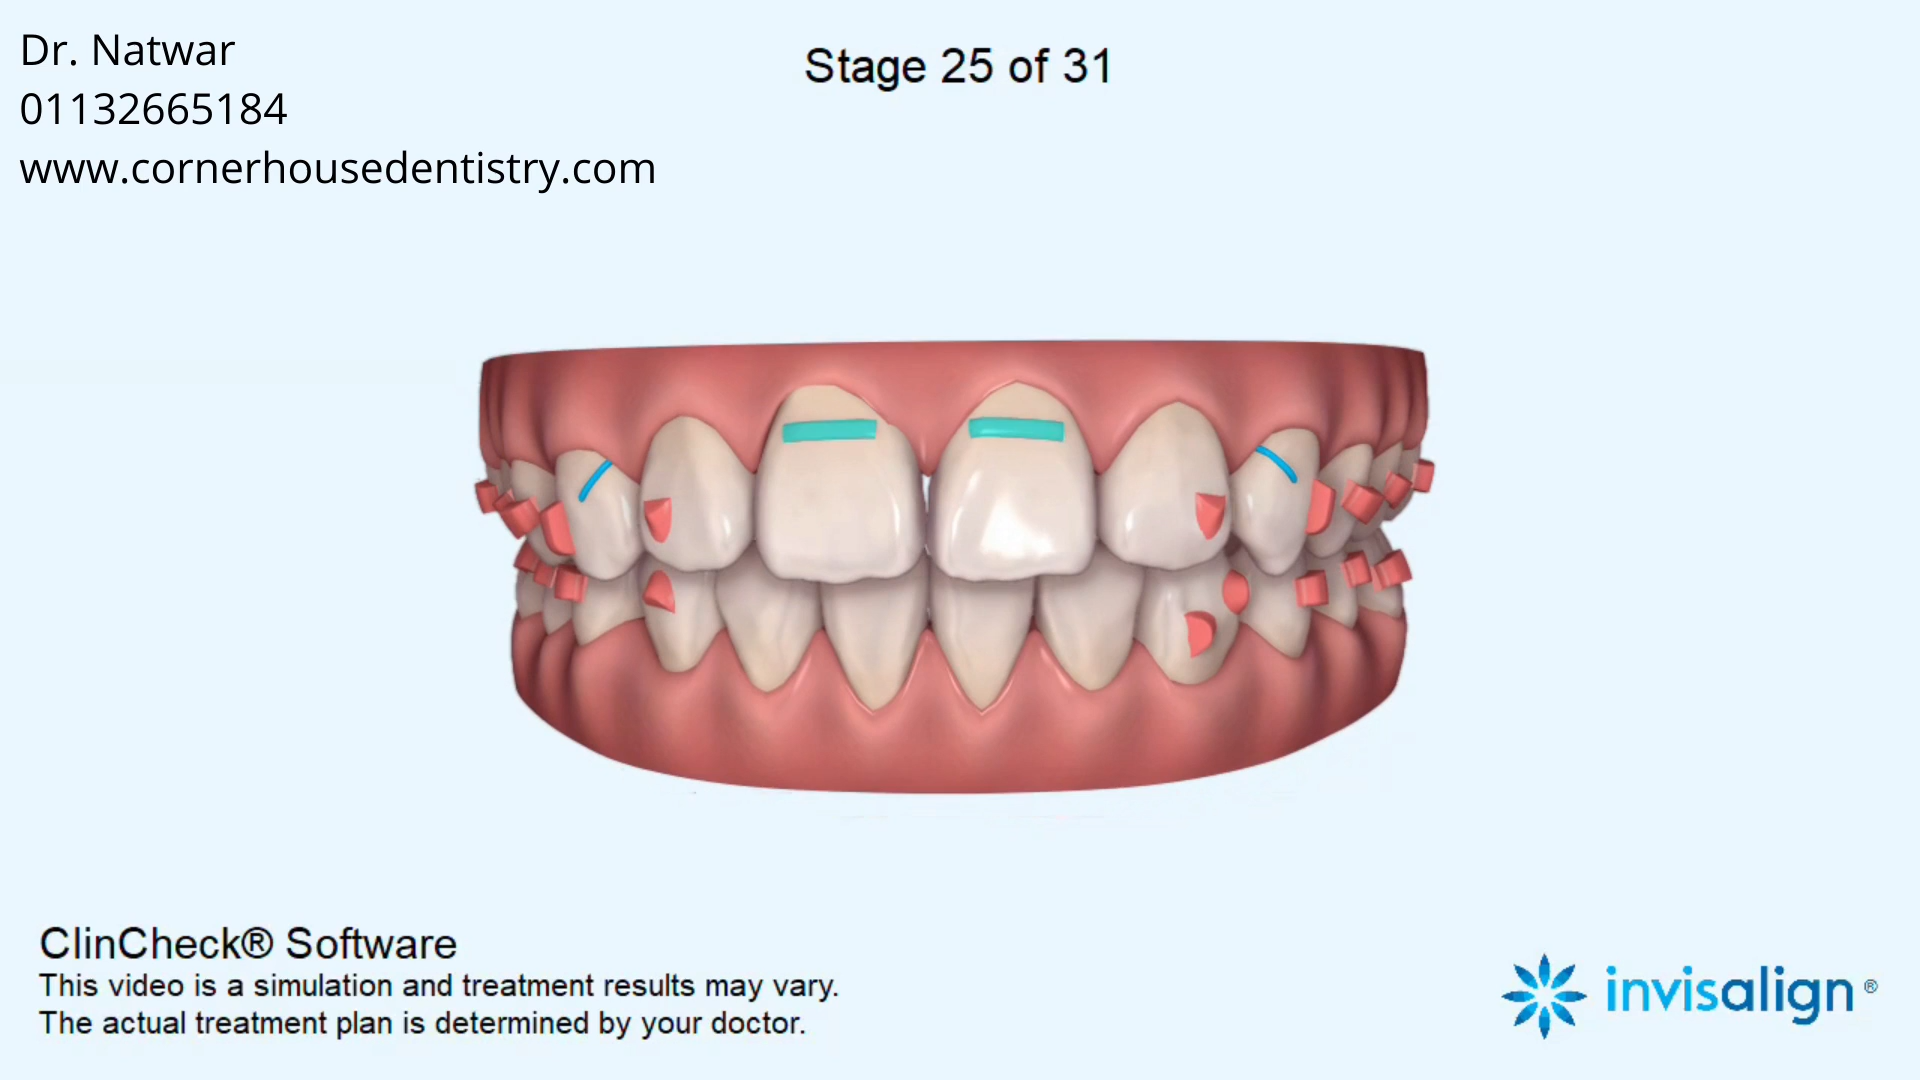 Dr. Natwar
01132665184
www.cornerhousedentistry.com
Stage 25 of 31
ClinCheck® Software
This video is a simulation and treatment results may vary.
The actual treatment plan is determined by your doctor.
invisalign®